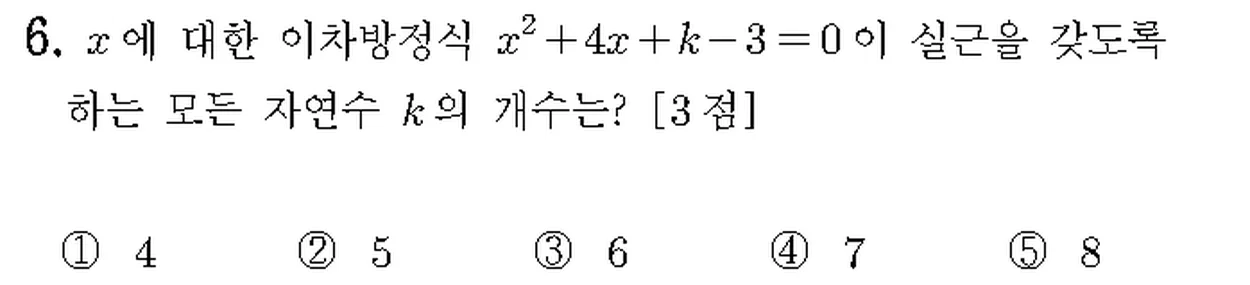 6. x에 대한 이차방정식 x²+4x+k−3=0이 실근을 갖도록
하는 모든 자연수 k의 개수는? [3점]
① 4 ② 5 ③ 6 ④ 7 ⑤ 8